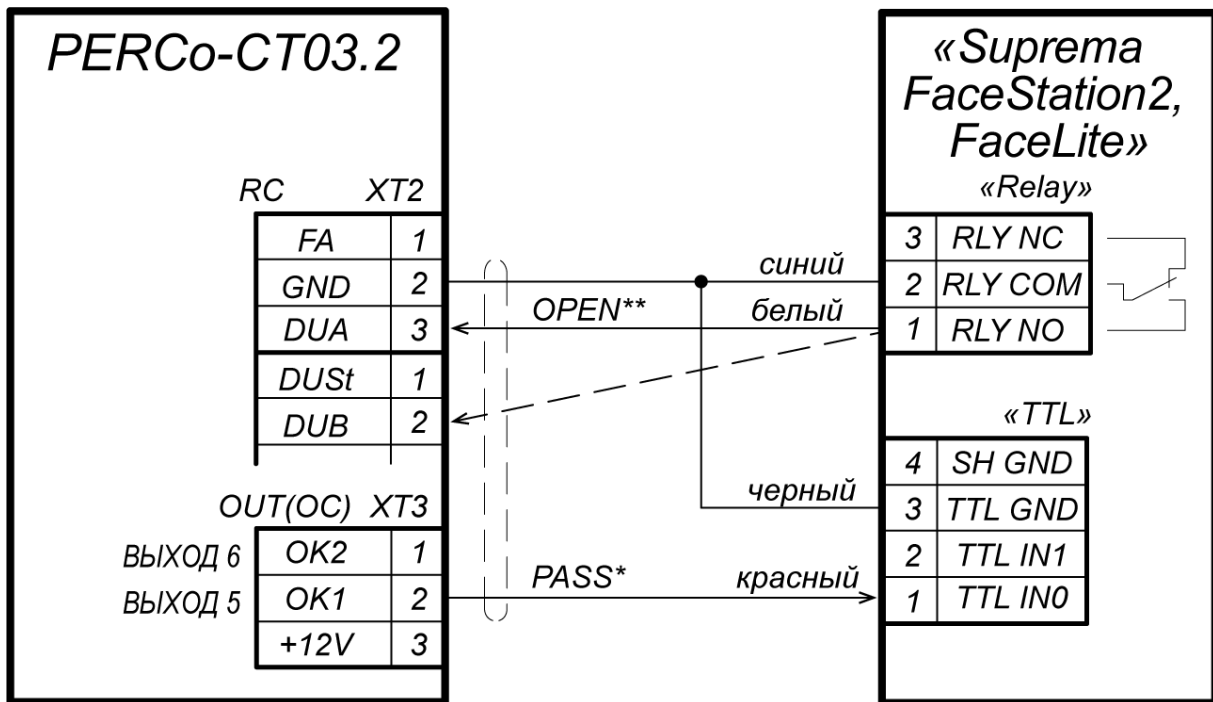 PERCo-CT03.2
RC XT2
FA 1
GND 2
DUA 3
DUSt 1
DUB 2
OUT(OC) XT3
ВЫХОД 6 OK2 1
ВЫХОД 5 OK1 2
+12V 3
синий
OPEN** белый
черный
PASS* красный
«Suprema
FaceStation2,
FaceLite»
«Relay»
3 RLY NC
2 RLY COM
1 RLY NO
«TTL»
4 SH GND
3 TTL GND
2 TTL IN1
1 TTL IN0